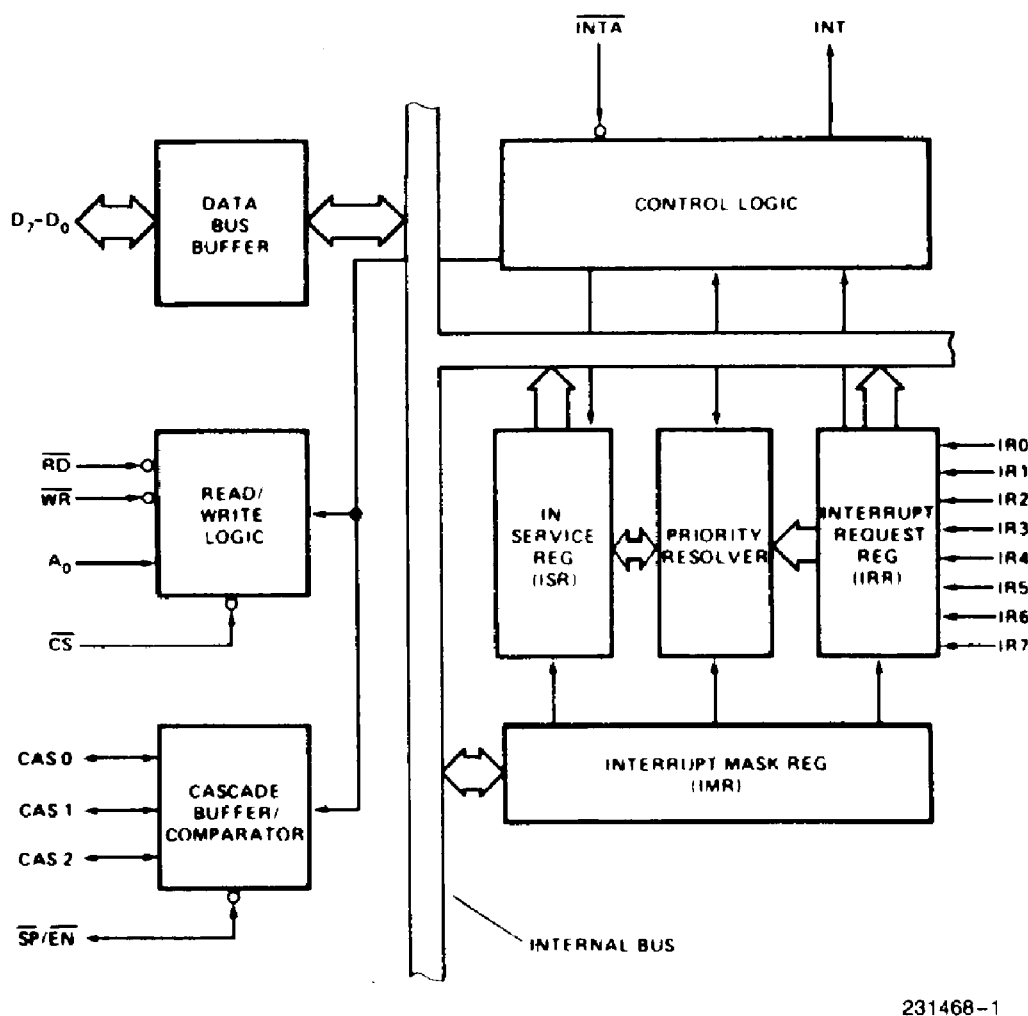 INTA
INT
DATA
BUS
BUFFER
D7-D0
CONTROL LOGIC
RD
WR
A0
CS
READ/
WRITE
LOGIC
IN
SERVICE
REG
(ISR)
PRIORITY
RESOLVER
INTERRUPT
REQUEST
REG
(IRR)
IR0
IR1
IR2
IR3
IR4
IR5
IR6
IR7
CAS 0
CAS 1
CAS 2
SP/EN
CASCADE
BUFFER/
COMPARATOR
INTERRUPT MASK REG
(IMR)
INTERNAL BUS
231468-1